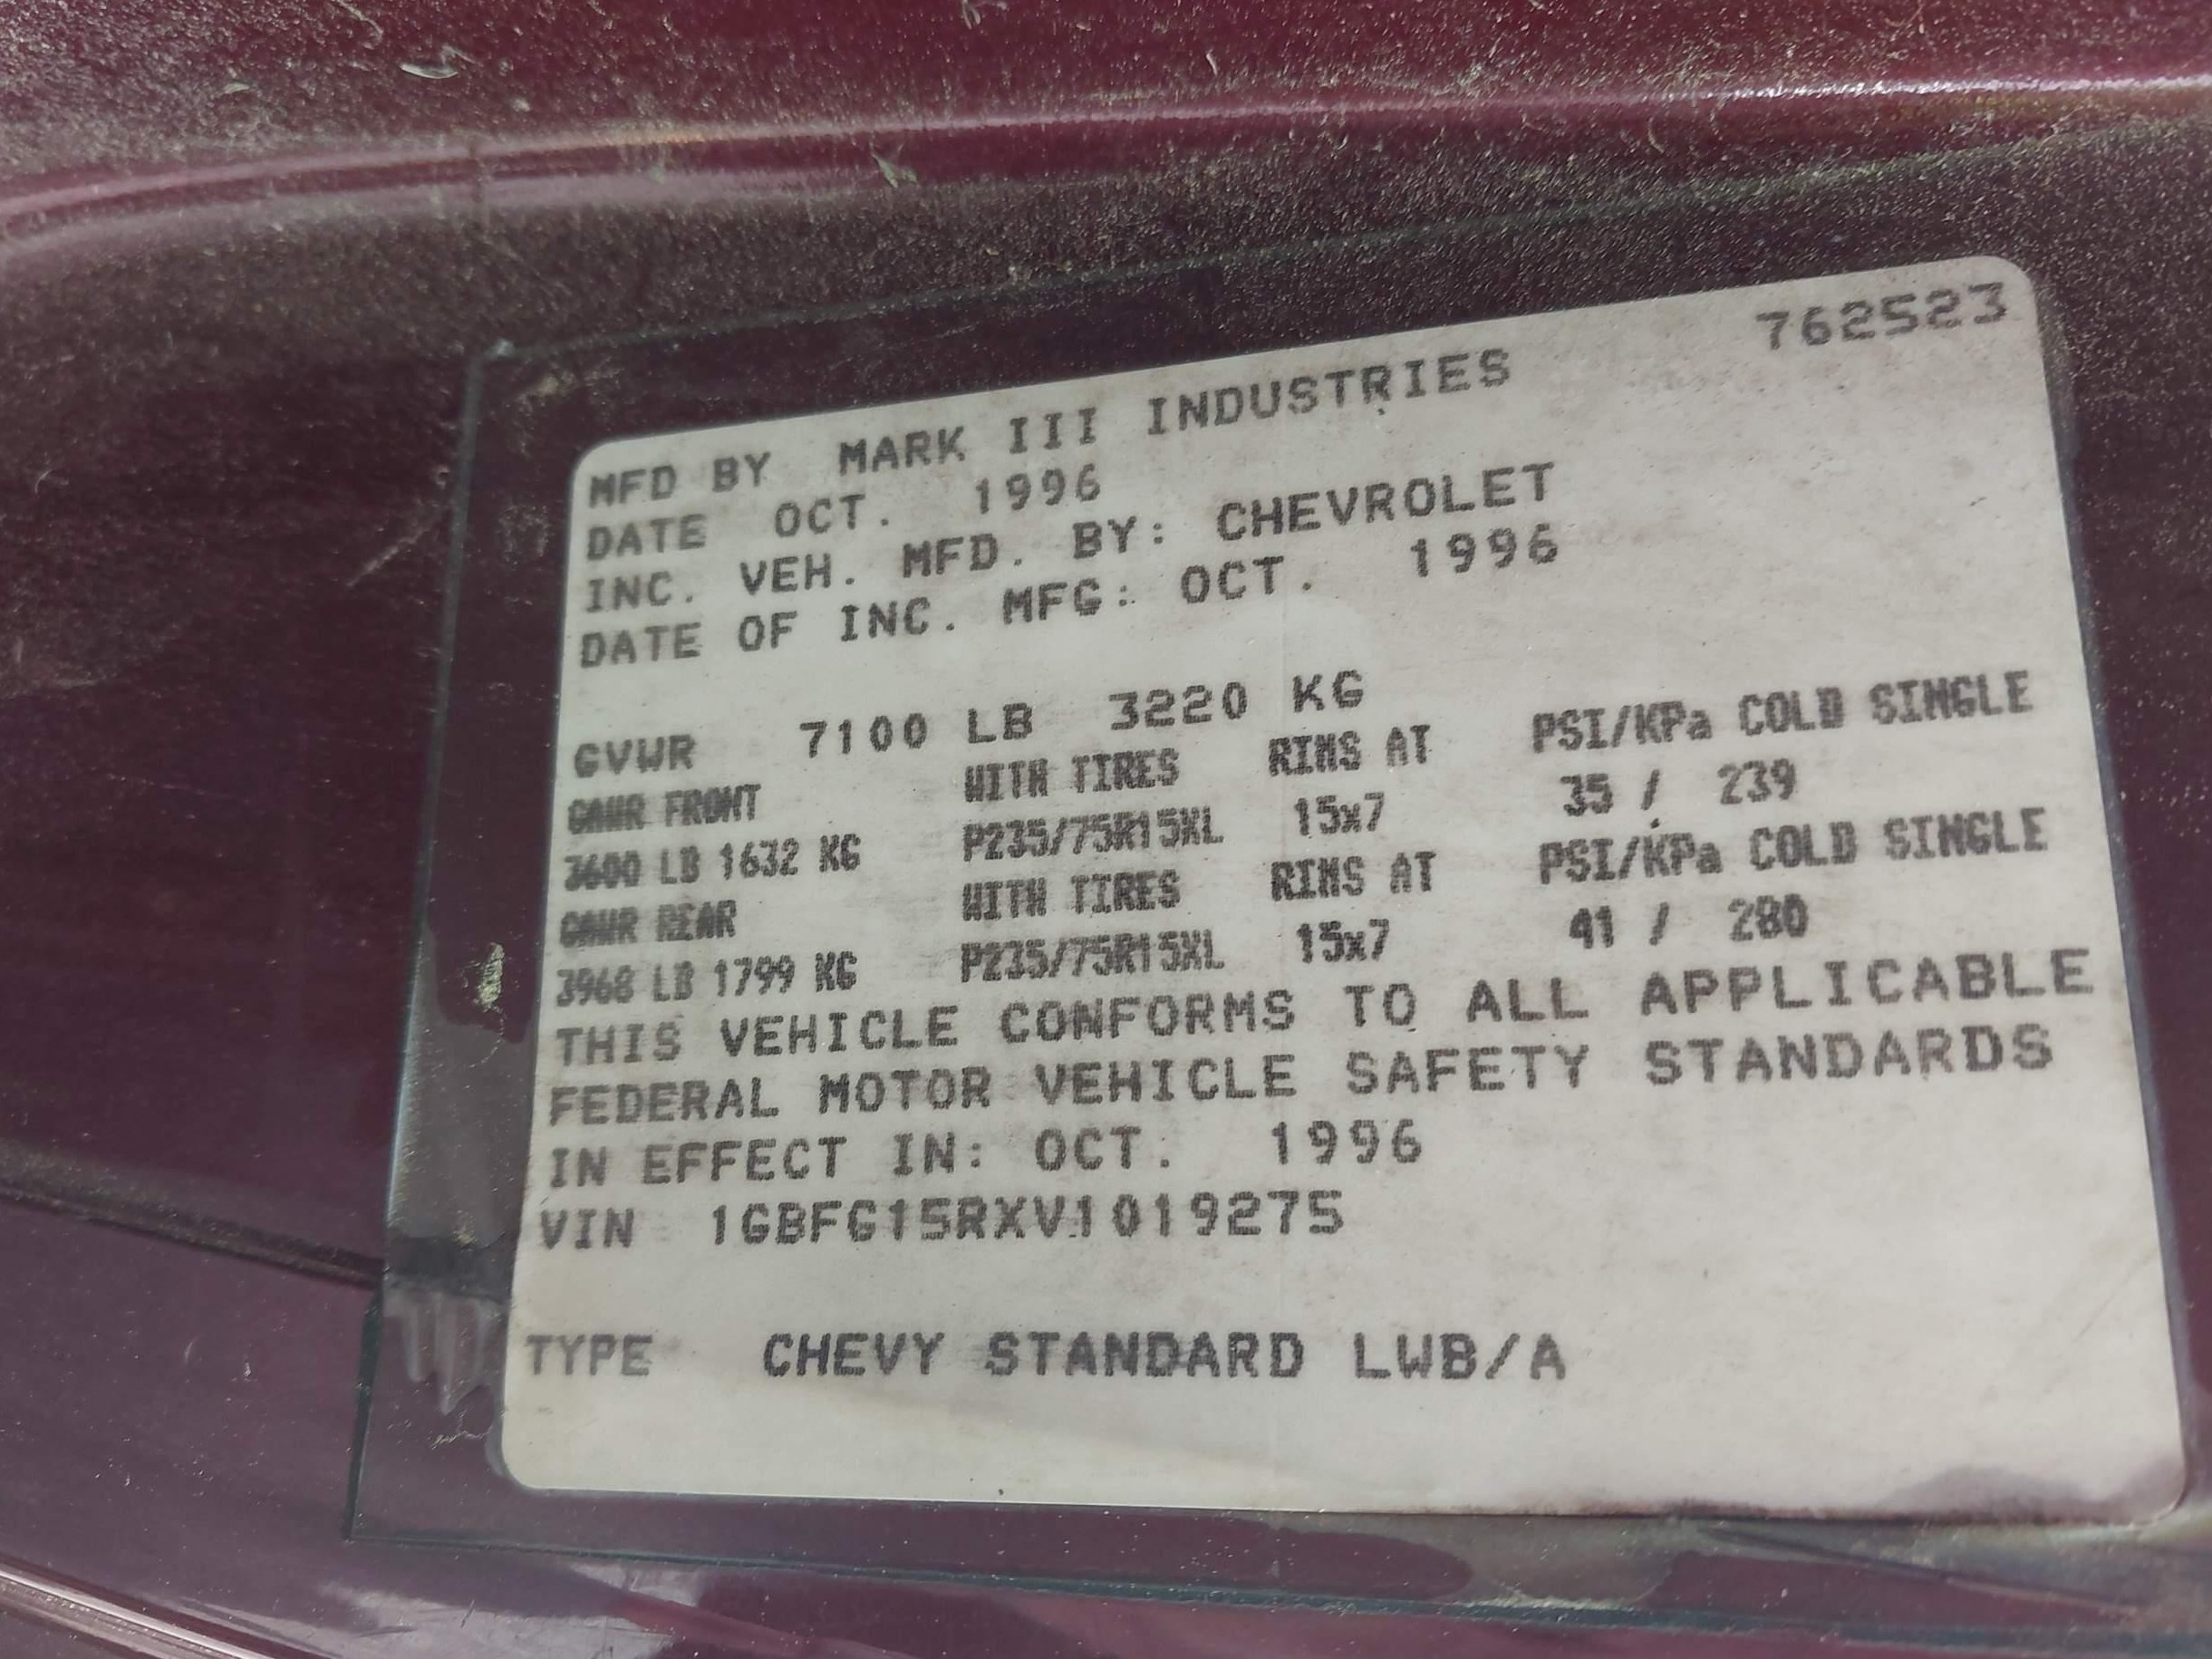 762523
MFD BY MARK III INDUSTRIES
DATE OCT. 1996
INC. VEH. MFD. BY: CHEVROLET
DATE OF INC. MFG: OCT. 1996
GVWR 7100 LB 3220 KG
GAWR FRONT WITH TIRES RIMS AT PSI/KPa COLD SINGLE
3600 LB 1632 KG P235/75R15XL 15x7 35 / 239
GAWR REAR WITH TIRES RIMS AT PSI/KPa COLD SINGLE
3968 LB 1799 KG P235/75R15XL 15x7 41 / 280
THIS VEHICLE CONFORMS TO ALL APPLICABLE
FEDERAL MOTOR VEHICLE SAFETY STANDARDS
IN EFFECT IN: OCT. 1996
VIN 1GBFG15RXV1019275
TYPE CHEVY STANDARD LWB/A